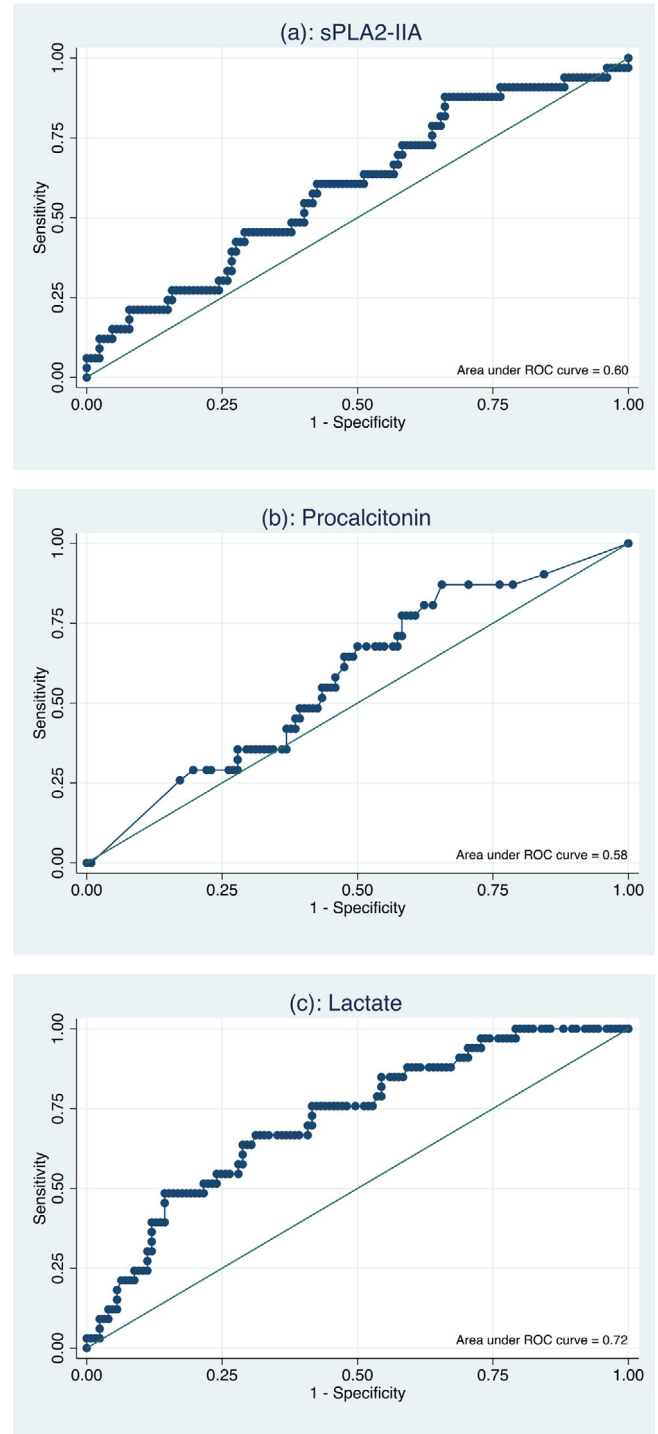 (a): sPLA2-IIA
1.00
0.75
0.50
0.25
0.00
Sensitivity
Area under ROC curve = 0.60
0.00 0.25 0.50 0.75 1.00
1 - Specificity
(b): Procalcitonin
1.00
0.75
0.50
0.25
0.00
Sensitivity
Area under ROC curve = 0.58
0.00 0.25 0.50 0.75 1.00
1 - Specificity
(c): Lactate
1.00
0.75
0.50
0.25
0.00
Sensitivity
Area under ROC curve = 0.72
0.00 0.25 0.50 0.75 1.00
1 - Specificity